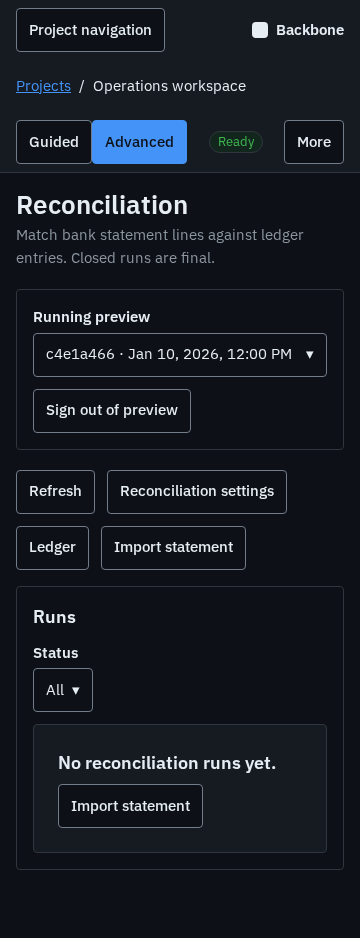 Project navigation
Backbone
Projects / Operations workspace
Guided
Advanced
Ready
More
Reconciliation
Match bank statement lines against ledger
entries. Closed runs are final.
Running preview
c4e1a466 · Jan 10, 2026, 12:00 PM ▾
Sign out of preview
Refresh
Reconciliation settings
Ledger
Import statement
Runs
Status
All ▾
No reconciliation runs yet.
Import statement